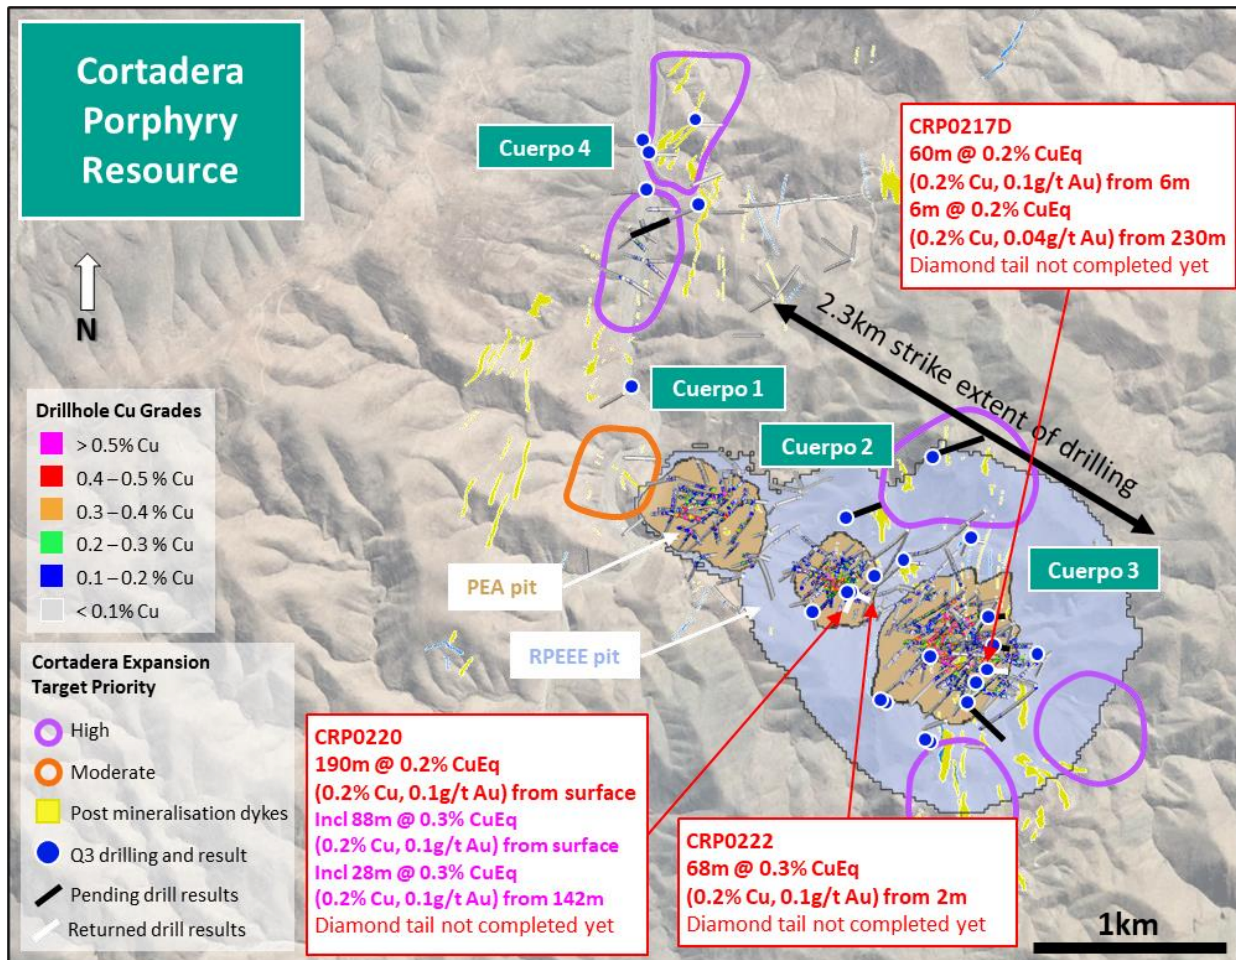 Cortadera
Porphyry
Resource
N
Cuerpo 4
CRP0217D
60m @ 0.2% CuEq
(0.2% Cu, 0.1g/t Au) from 6m
6m @ 0.2% CuEq
(0.2% Cu, 0.04g/t Au) from 230m
Diamond tail not completed yet
2.3km strike extent of drilling
Cuerpo 1
Cuerpo 2
Cuerpo 3
PEA pit
RPEEE pit
Drillhole Cu Grades
> 0.5% Cu
0.4 – 0.5 % Cu
0.3 – 0.4% Cu
0.2 – 0.3% Cu
0.1 – 0.2% Cu
< 0.1% Cu
Cortadera Expansion
Target Priority
High
Moderate
Post mineralisation dykes
Q3 drilling and result
Pending drill results
Returned drill results
CRP0220
190m @ 0.2% CuEq
(0.2% Cu, 0.1g/t Au) from surface
Incl 88m @ 0.3% CuEq
(0.2% Cu, 0.1g/t Au) from surface
Incl 28m @ 0.3% CuEq
(0.2% Cu, 0.1g/t Au) from 142m
Diamond tail not completed yet
CRP0222
68m @ 0.3% CuEq
(0.2% Cu, 0.1g/t Au) from 2m
Diamond tail not completed yet
1km